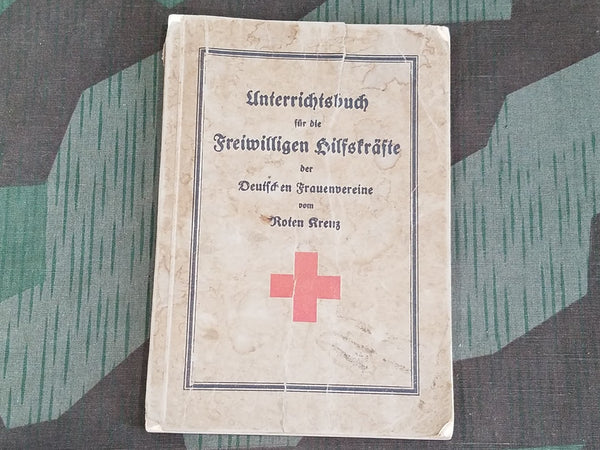 Unterrichtsbuch
für die
Freiwilligen Hilfskräfte
der
Deutschen Frauenvereine
vom
Roten Kreuz